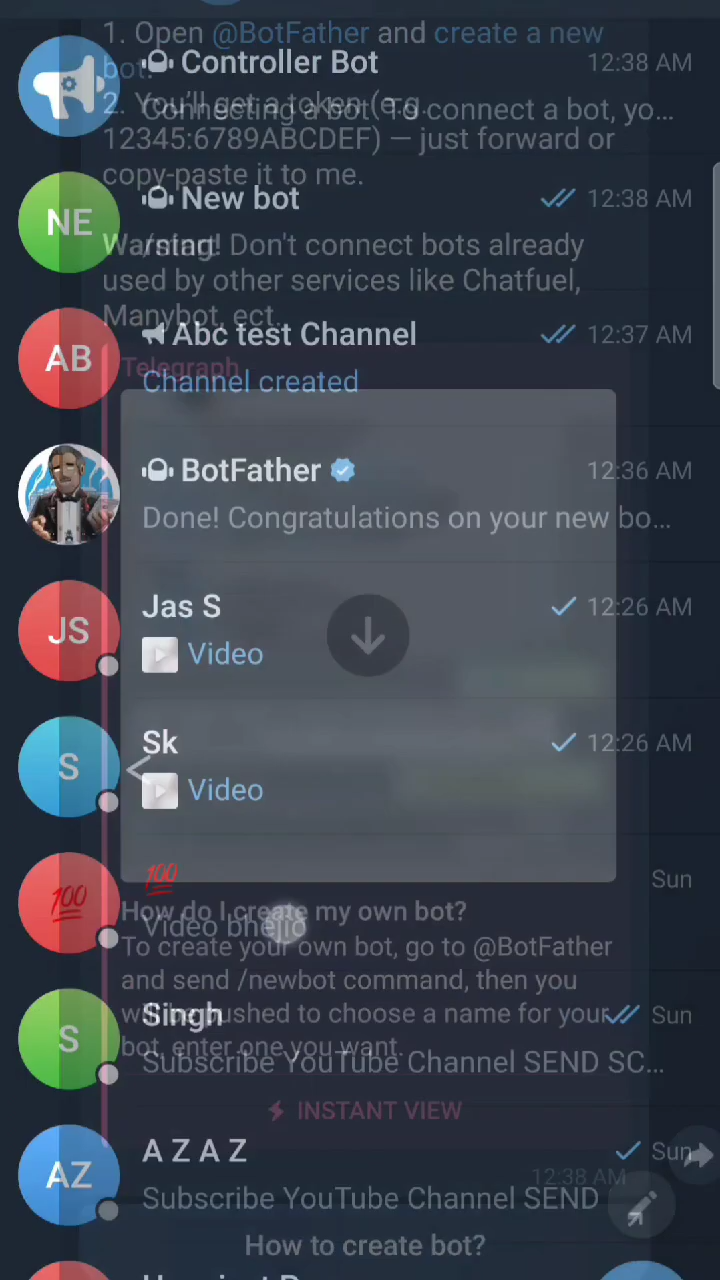 1. Open @BotFather and create a new
bot.
Controller Bot 12:38 AM
2. You'll get a token (e.g.
Connecting a bot To connect a bot, yo...
12345:6789ABCDEF) — just forward or
copy-paste it to me.
NE
New bot 12:38 AM
/start
Warning! Don't connect bots already
used by other services like Chatfuel,
Manybot, ect.
AB
Abc test Channel 12:37 AM
Telegraph
Channel created
BotFather 12:36 AM
Done! Congratulations on your new bo...
JS
Jas S 12:26 AM
Video
S
Sk 12:26 AM
Video
💯
💯 Sun
How do I create my own bot?
Video bhejo
To create your own bot, go to @BotFather
and send /newbot command, then you
will be pushed to choose a name for your
bot, enter one you want.
S
Singh Sun
Subscribe YouTube Channel SEND SC...
INSTANT VIEW
AZ
A Z A Z Sun
12:38 AM
Subscribe YouTube Channel SEND
How to create bot?